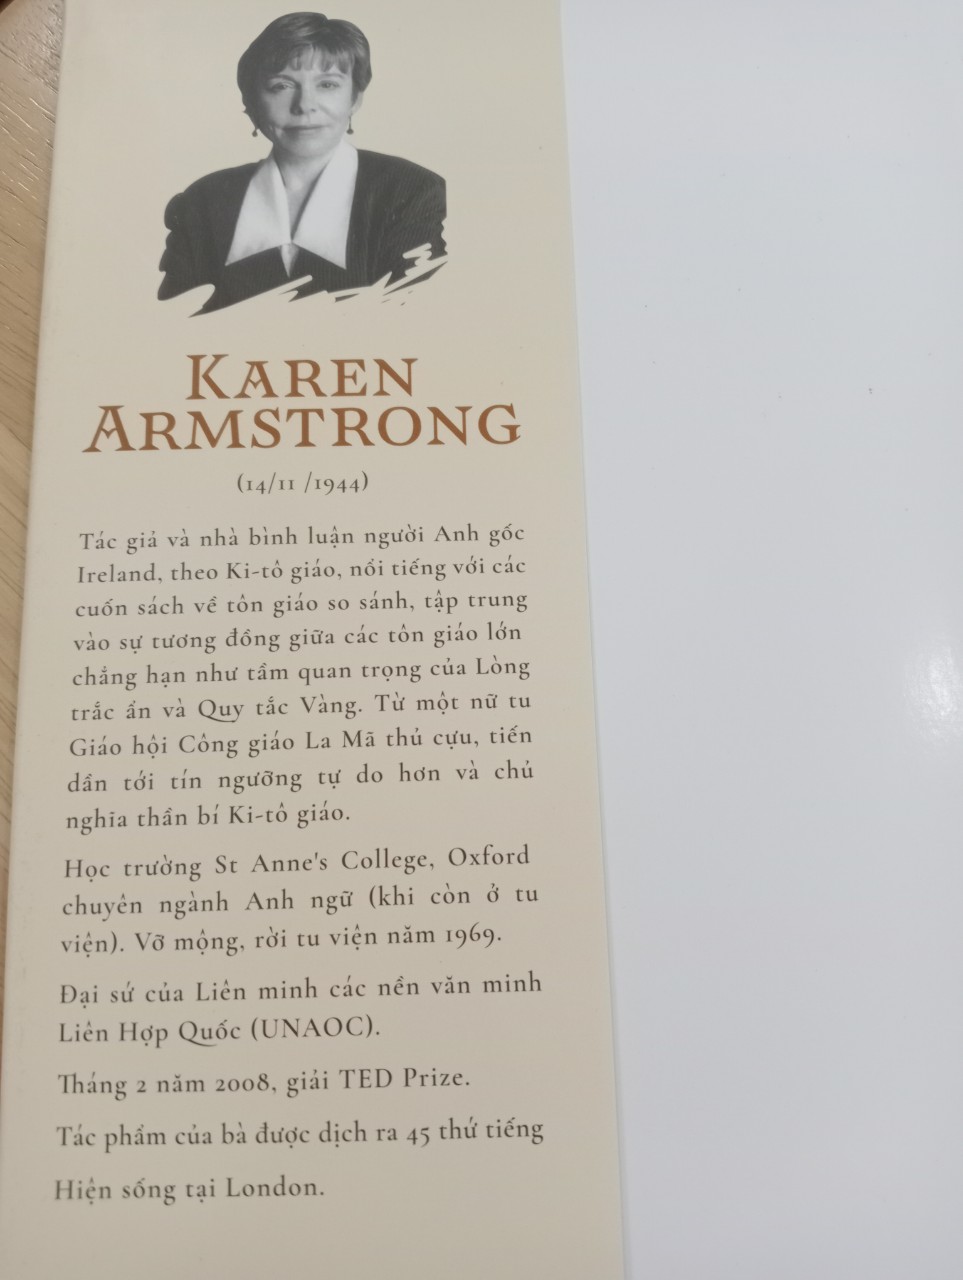 KAREN
ARMSTRONG
(14/11 /1944)
Tác giả và nhà bình luận người Anh gốc
Ireland, theo Ki-tô giáo, nổi tiếng với các
cuốn sách về tôn giáo so sánh, tập trung
vào sự tương đồng giữa các tôn giáo lớn
chẳng hạn như tầm quan trọng của Lòng
trắc ẩn và Quy tắc Vàng. Từ một nữ tu
Giáo hội Công giáo La Mã thủ cựu, tiến
dần tới tín ngưỡng tự do hơn và chủ
nghĩa thần bí Ki-tô giáo.
Học trường St Anne's College, Oxford
chuyên ngành Anh ngữ (khi còn ở tu
viện). Vỡ mộng, rời tu viện năm 1969.
Đại sứ của Liên minh các nền văn minh
Liên Hợp Quốc (UNAOC).
Tháng 2 năm 2008, giải TED Prize.
Tác phẩm của bà được dịch ra 45 thứ tiếng
Hiện sống tại London.